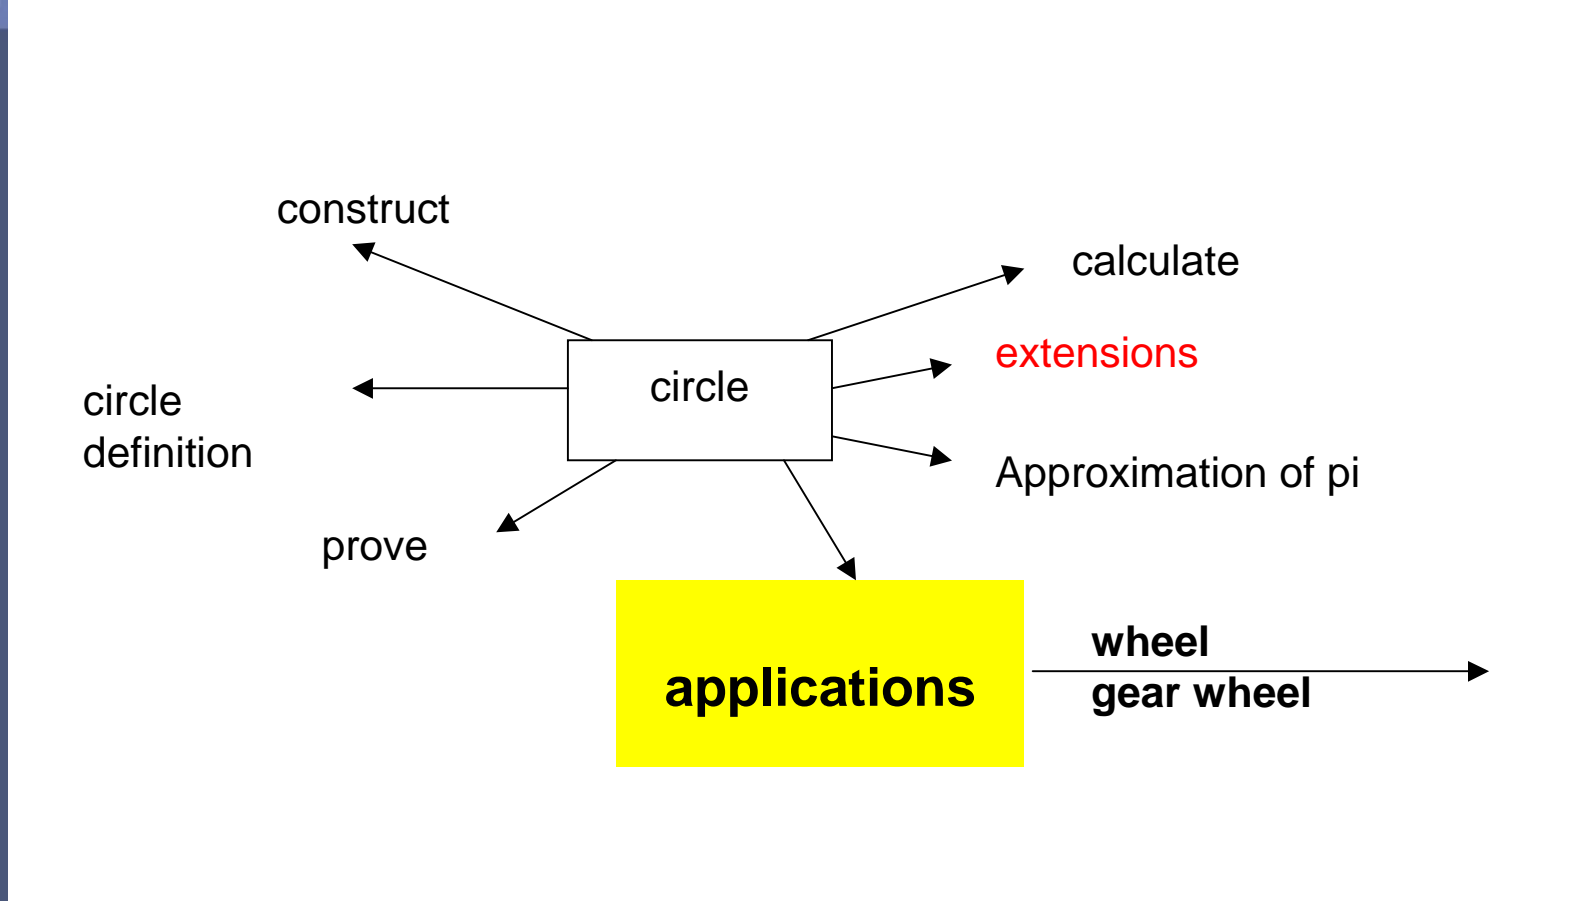 construct
calculate
extensions
circle
circle
definition
Approximation of pi
prove
wheel
applications
gear wheel